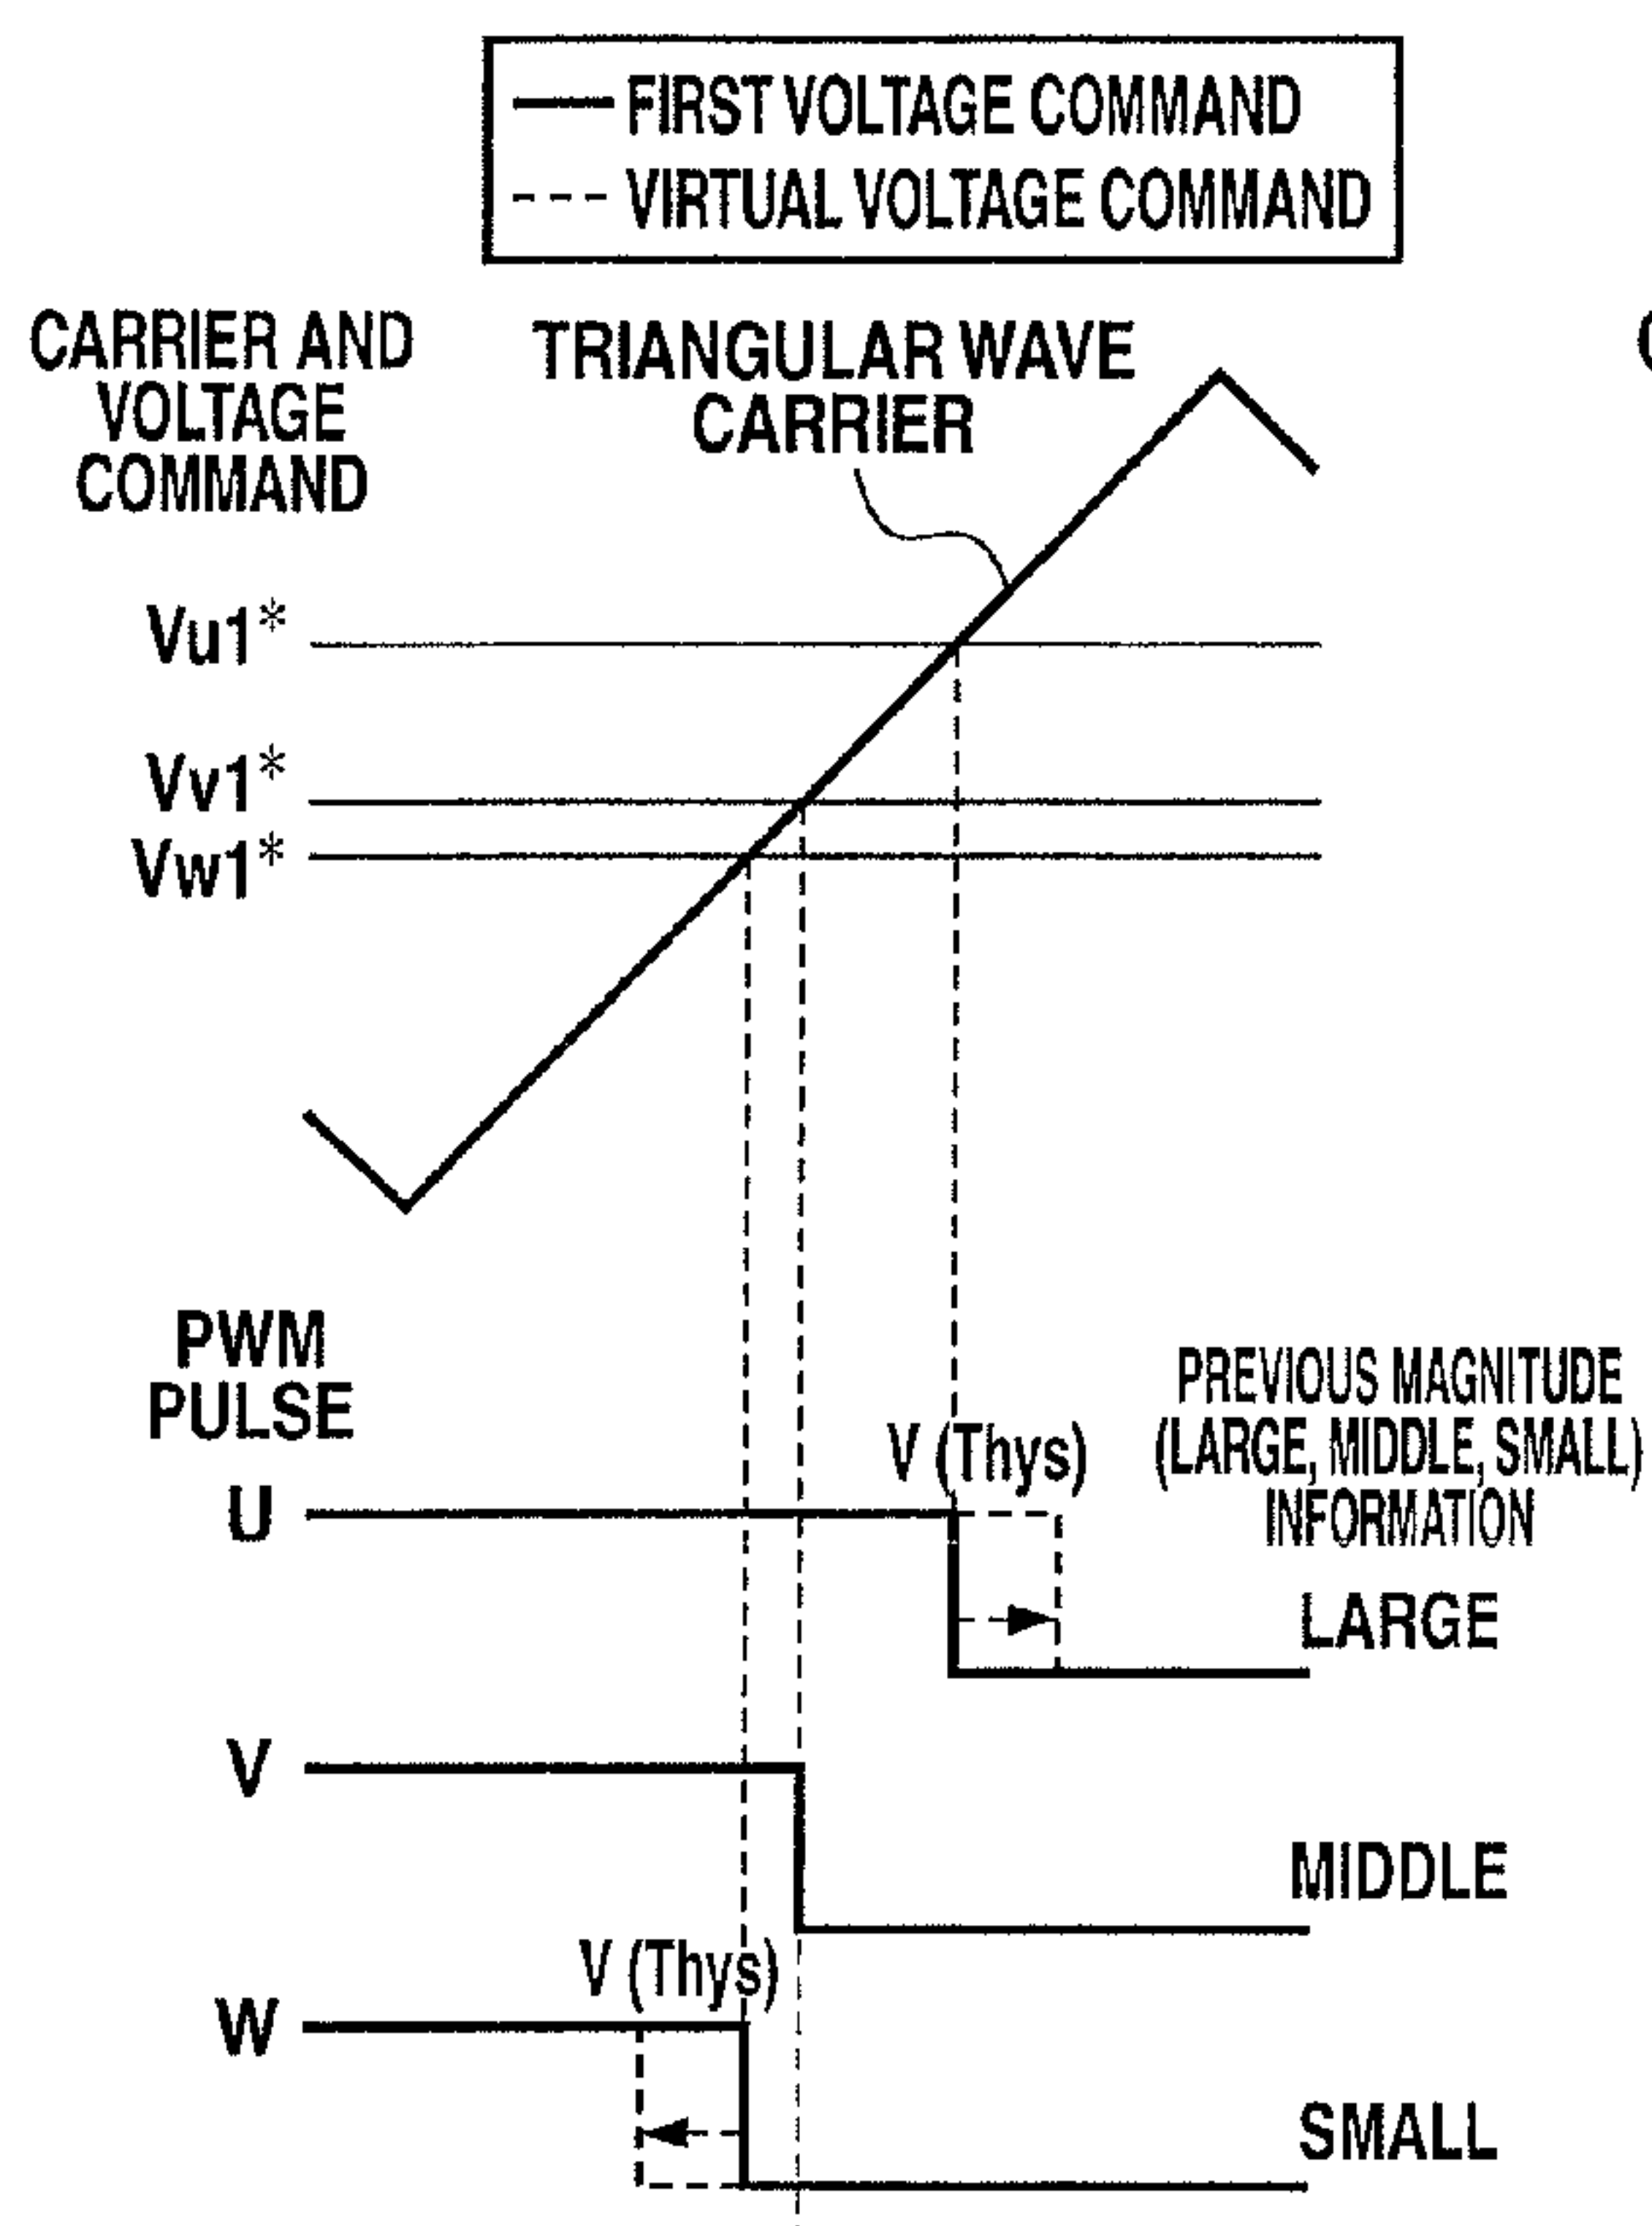 FIRST VOLTAGE COMMAND
VIRTUAL VOLTAGE COMMAND
CARRIER AND
VOLTAGE
COMMAND
TRIANGULAR WAVE
CARRIER
Vu1*
Vv1*
Vw1*
PWM
PULSE
PREVIOUS MAGNITUDE
(LARGE, MIDDLE, SMALL)
INFORMATION
V (Thys)
U
LARGE
V
MIDDLE
V (Thys)
W
SMALL